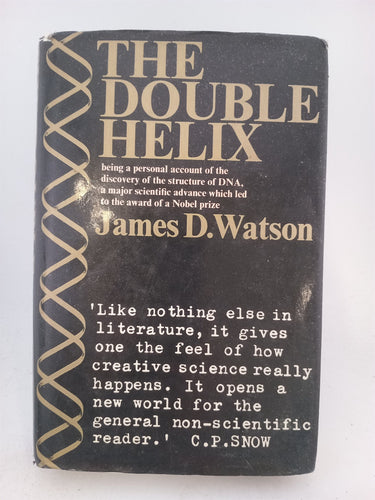 THE
DOUBLE
HELIX
being a personal account of the
discovery of the structure of DNA,
a major scientific advance which led
to the award of a Nobel prize
James D. Watson
'Like nothing else in
literature, it gives
one the feel of how
creative science really
happens. It opens a
new world for the
general non-scientific
reader.' C.P.SNOW